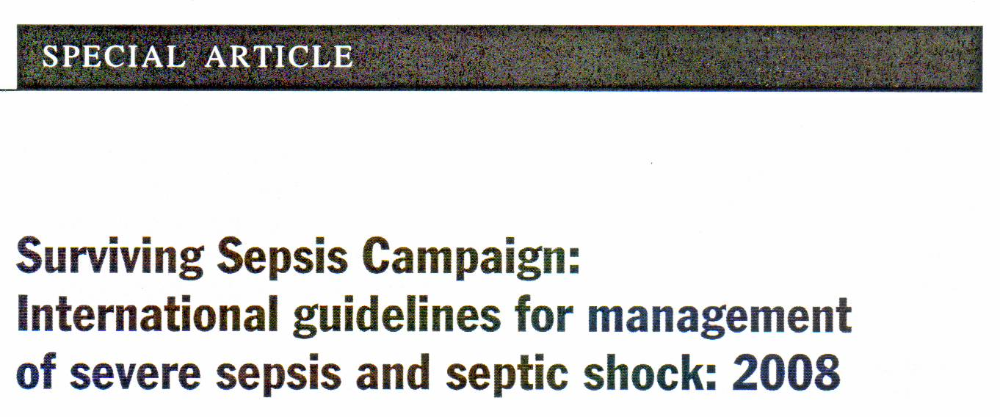 SPECIAL ARTICLE
Surviving Sepsis Campaign:
International guidelines for management
of severe sepsis and septic shock: 2008